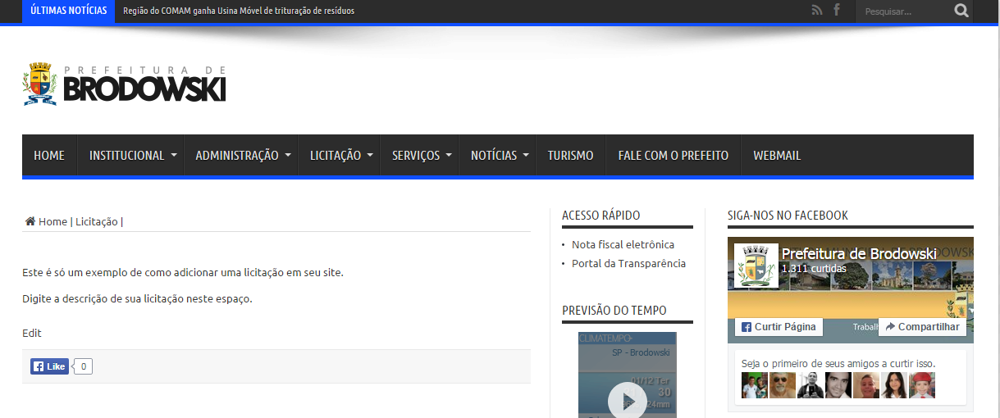 ÚLTIMAS NOTÍCIAS
Região do COMAM ganha Usina Móvel de trituração de resíduos
Pesquisar...
PREFEITURA DE
BRODOWSKI
HOME
INSTITUCIONAL
ADMINISTRAÇÃO
LICITAÇÃO
SERVIÇOS
NOTÍCIAS
TURISMO
FALE COM O PREFEITO
WEBMAIL
Home | Licitação |
Este é só um exemplo de como adicionar uma licitação em seu site.
Digite a descrição de sua licitação neste espaço.
Edit
Like
0
ACESSO RÁPIDO
• Nota fiscal eletrônica
• Portal da Transparência
PREVISÃO DO TEMPO
CLIMATEMPO
SP - Brodowski
01/12 Ter
30
SIGA-NOS NO FACEBOOK
Prefeitura de Brodowski
1.311 curtidas
Curtir Página
Compartilhar
Seja o primeiro de seus amigos a curtir isso.